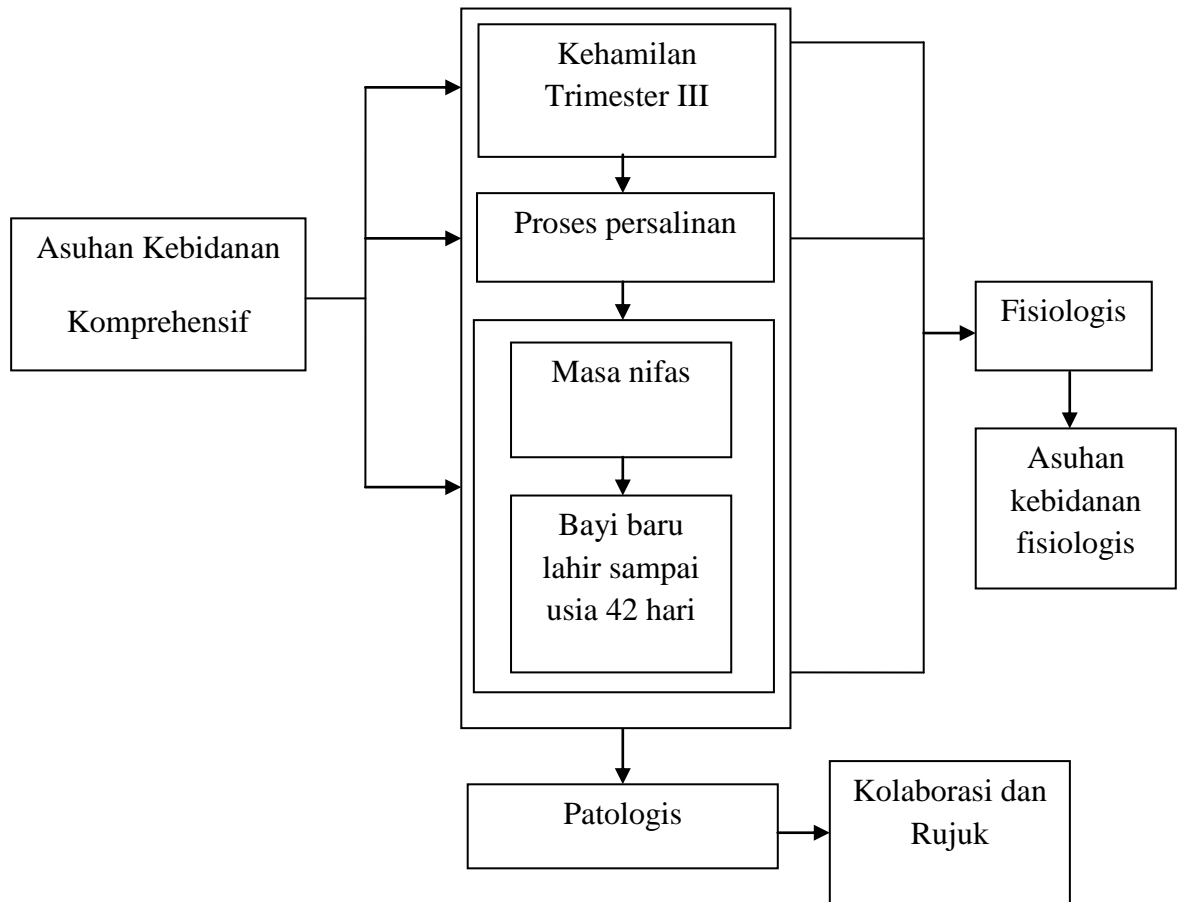 Kehamilan
Trimester III
Proses persalinan
Asuhan Kebidanan
Komprehensif
Masa nifas
Bayi baru
lahir sampai
usia 42 hari
Fisiologis
Asuhan
kebidanan
fisiologis
Patologis
Kolaborasi dan
Rujuk